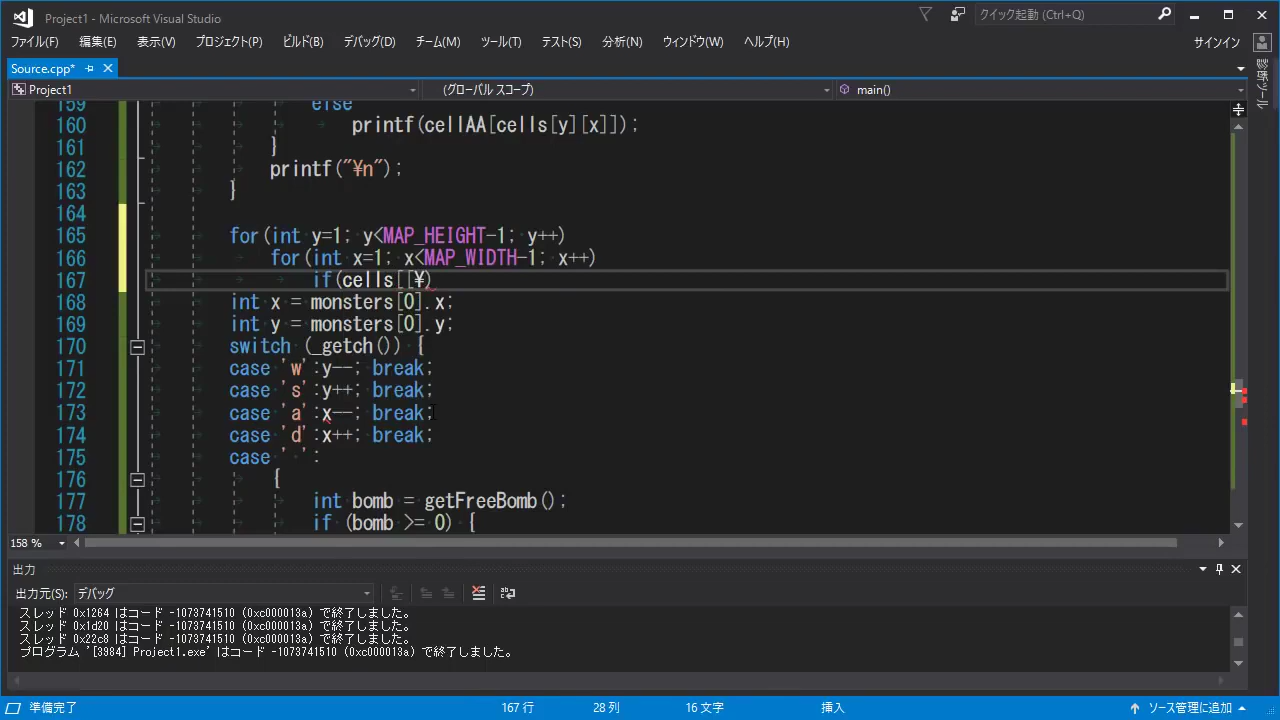 Project1 - Microsoft Visual Studio
クイック起動 (Ctrl+Q)
ファイル(F) 編集(E) 表示(V) プロジェクト(P) ビルド(B) デバッグ(D) チーム(M) ツール(T) テスト(S) 分析(N) ウィンドウ(W) ヘルプ(H)
サインイン
Source.cpp*
診断ツール
Project1 (グローバル スコープ) main()
159 else
160 printf(cellAA[cells[y][x]]);
161 }
162 printf("¥n");
163 }
164
165 for(int y=1; y<MAP_HEIGHT-1; y++)
166 for(int x=1; x<MAP_WIDTH-1; x++)
167 if(cells[[¥)
168 int x = monsters[0].x;
169 int y = monsters[0].y;
170 switch (_getch()) {
171 case 'w':y--; break;
172 case 's':y++; break;
173 case 'a':x--; break;
174 case 'd':x++; break;
175 case ' ':
176 {
177 int bomb = getFreeBomb();
178 if (bomb >= 0) {
158 %
出力
出力元(S): デバッグ
スレッド 0x1264 はコード -1073741510 (0xc000013a) で終了しました。
スレッド 0x1d20 はコード -1073741510 (0xc000013a) で終了しました。
スレッド 0x22c8 はコード -1073741510 (0xc000013a) で終了しました。
プログラム '[3984] Project1.exe' はコード -1073741510 (0xc000013a) で終了しました。
準備完了 167 行 28 列 16 文字 挿入 ソース管理に追加